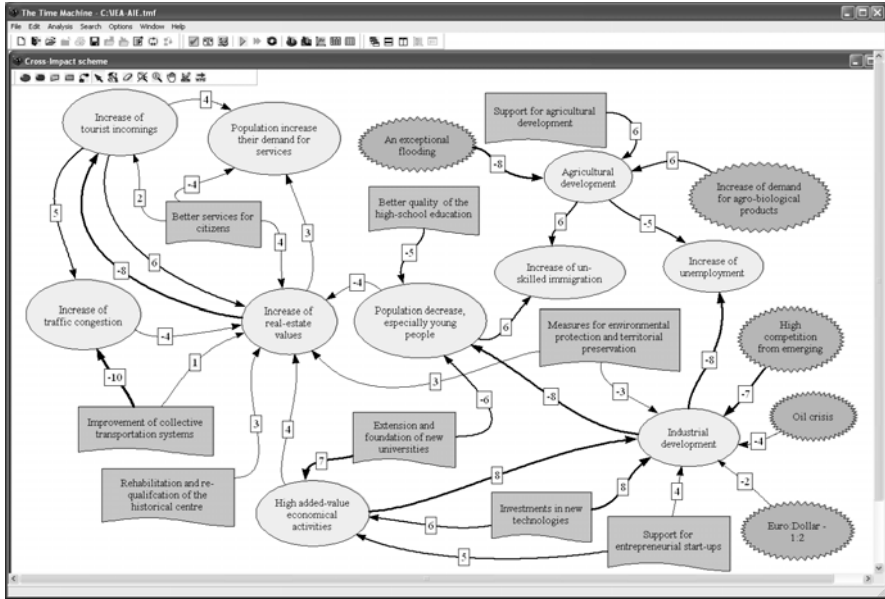 The Time Machine - C:\IEA-AIE.tmf
File Edit Analysis Search Options Window Help
Cross-Impact scheme
Increase of
tourist incomings
4
Population increase
their demand for
services
An exceptional
flooding
Support for agricultural
development
6
-8
6
Agricultural
development
Increase of demand
for agro-biological
products
-4
2
Better services for
citizens
Better quality of the
high-school education
5
4
3
6
-5
-8
6
-5
Increase of un-
skilled immigration
Increase of
unemployment
Increase of
traffic congestion
-4
Increase of
real-estate
values
-4
Population decrease,
especially young
people
6
Measures for environmental
protection and territorial
preservation
High
competition
from emerging
1
-10
3
-3
-8
-8
-7
-6
Improvement of collective
transportation systems
3
4
Extension and
foundation of new
universities
Industrial
development
Oil crisis
-4
7
8
Rehabilitation and re-
qualifcation of the
historical centre
High added-value
economical
activities
6
Investments in new
technologies
8
4
-2
Support for
entrepreneurial start-ups
5
Euro:Dollar -
1:2